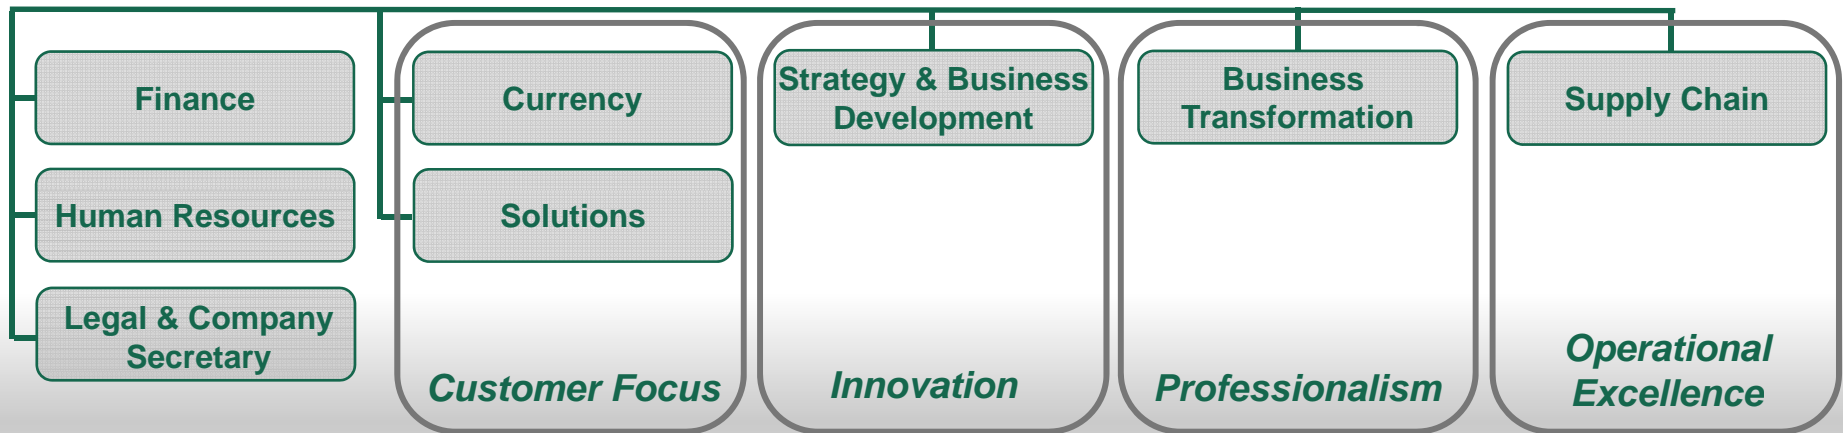 Finance
Human Resources
Legal & Company
Secretary
Currency
Solutions
Customer Focus
Strategy & Business
Development
Innovation
Business
Transformation
Professionalism
Supply Chain
Operational
Excellence